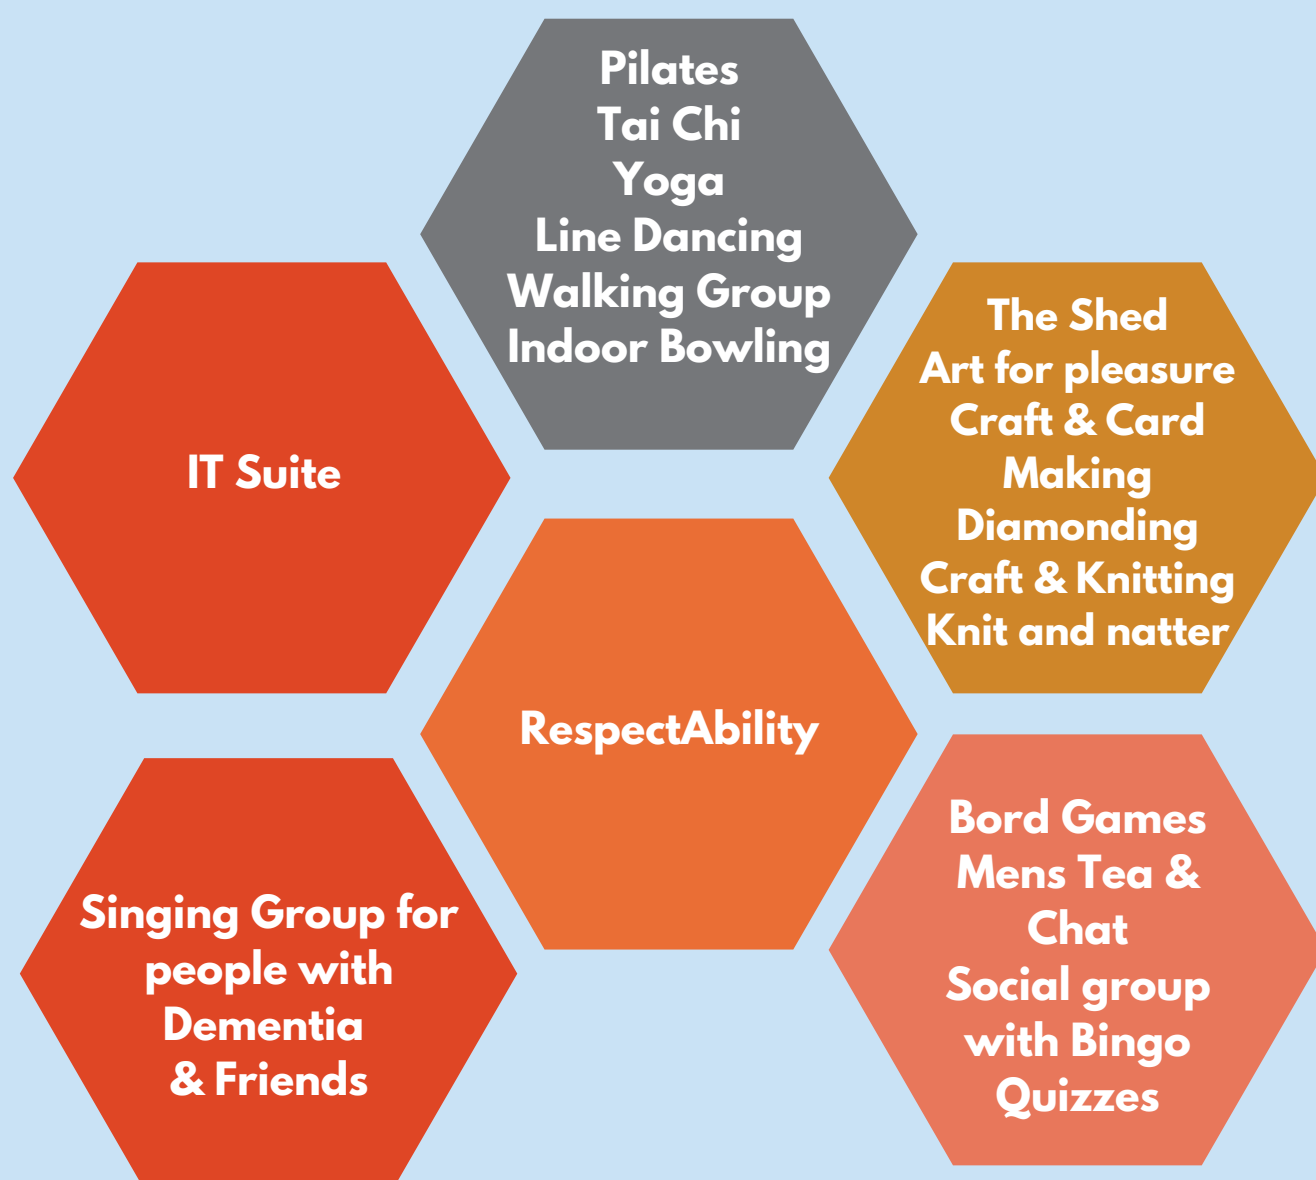 Pilates
Tai Chi
Yoga
Line Dancing
Walking Group
Indoor Bowling
IT Suite
The Shed
Art for pleasure
Craft & Card
Making
Diamonding
Craft & Knitting
Knit and natter
RespectAbility
Singing Group for
people with
Dementia
& Friends
Bord Games
Mens Tea &
Chat
Social group
with Bingo
Quizzes